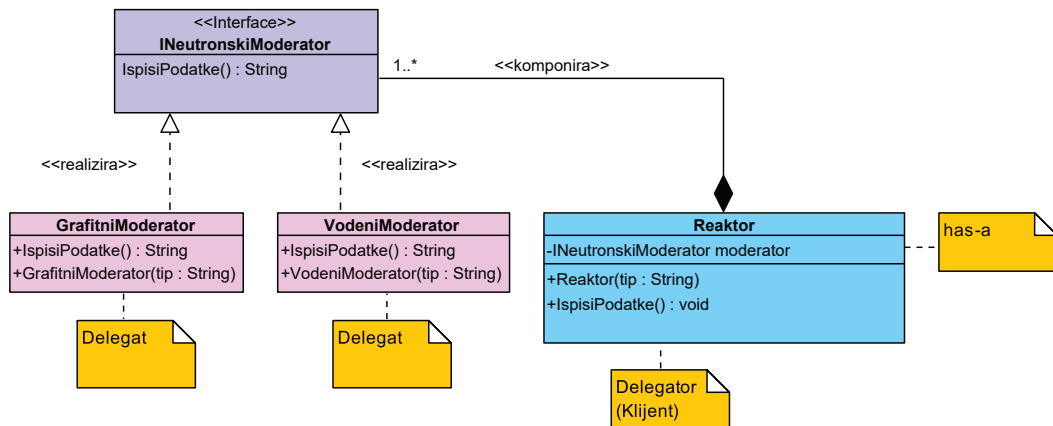 <<Interface>>
INeutronskiModerator
IspisiPodatke() : String
1..*
<<komponira>>
<<realizira>>
<<realizira>>
GrafitniModerator
+IspisiPodatke() : String
+GrafitniModerator(tip : String)
VodeniModerator
+IspisiPodatke() : String
+VodeniModerator(tip : String)
Reaktor
-INeutronskiModerator moderator
+Reaktor(tip : String)
+IspisiPodatke() : void
has-a
Delegat
Delegat
Delegator
(Klijent)